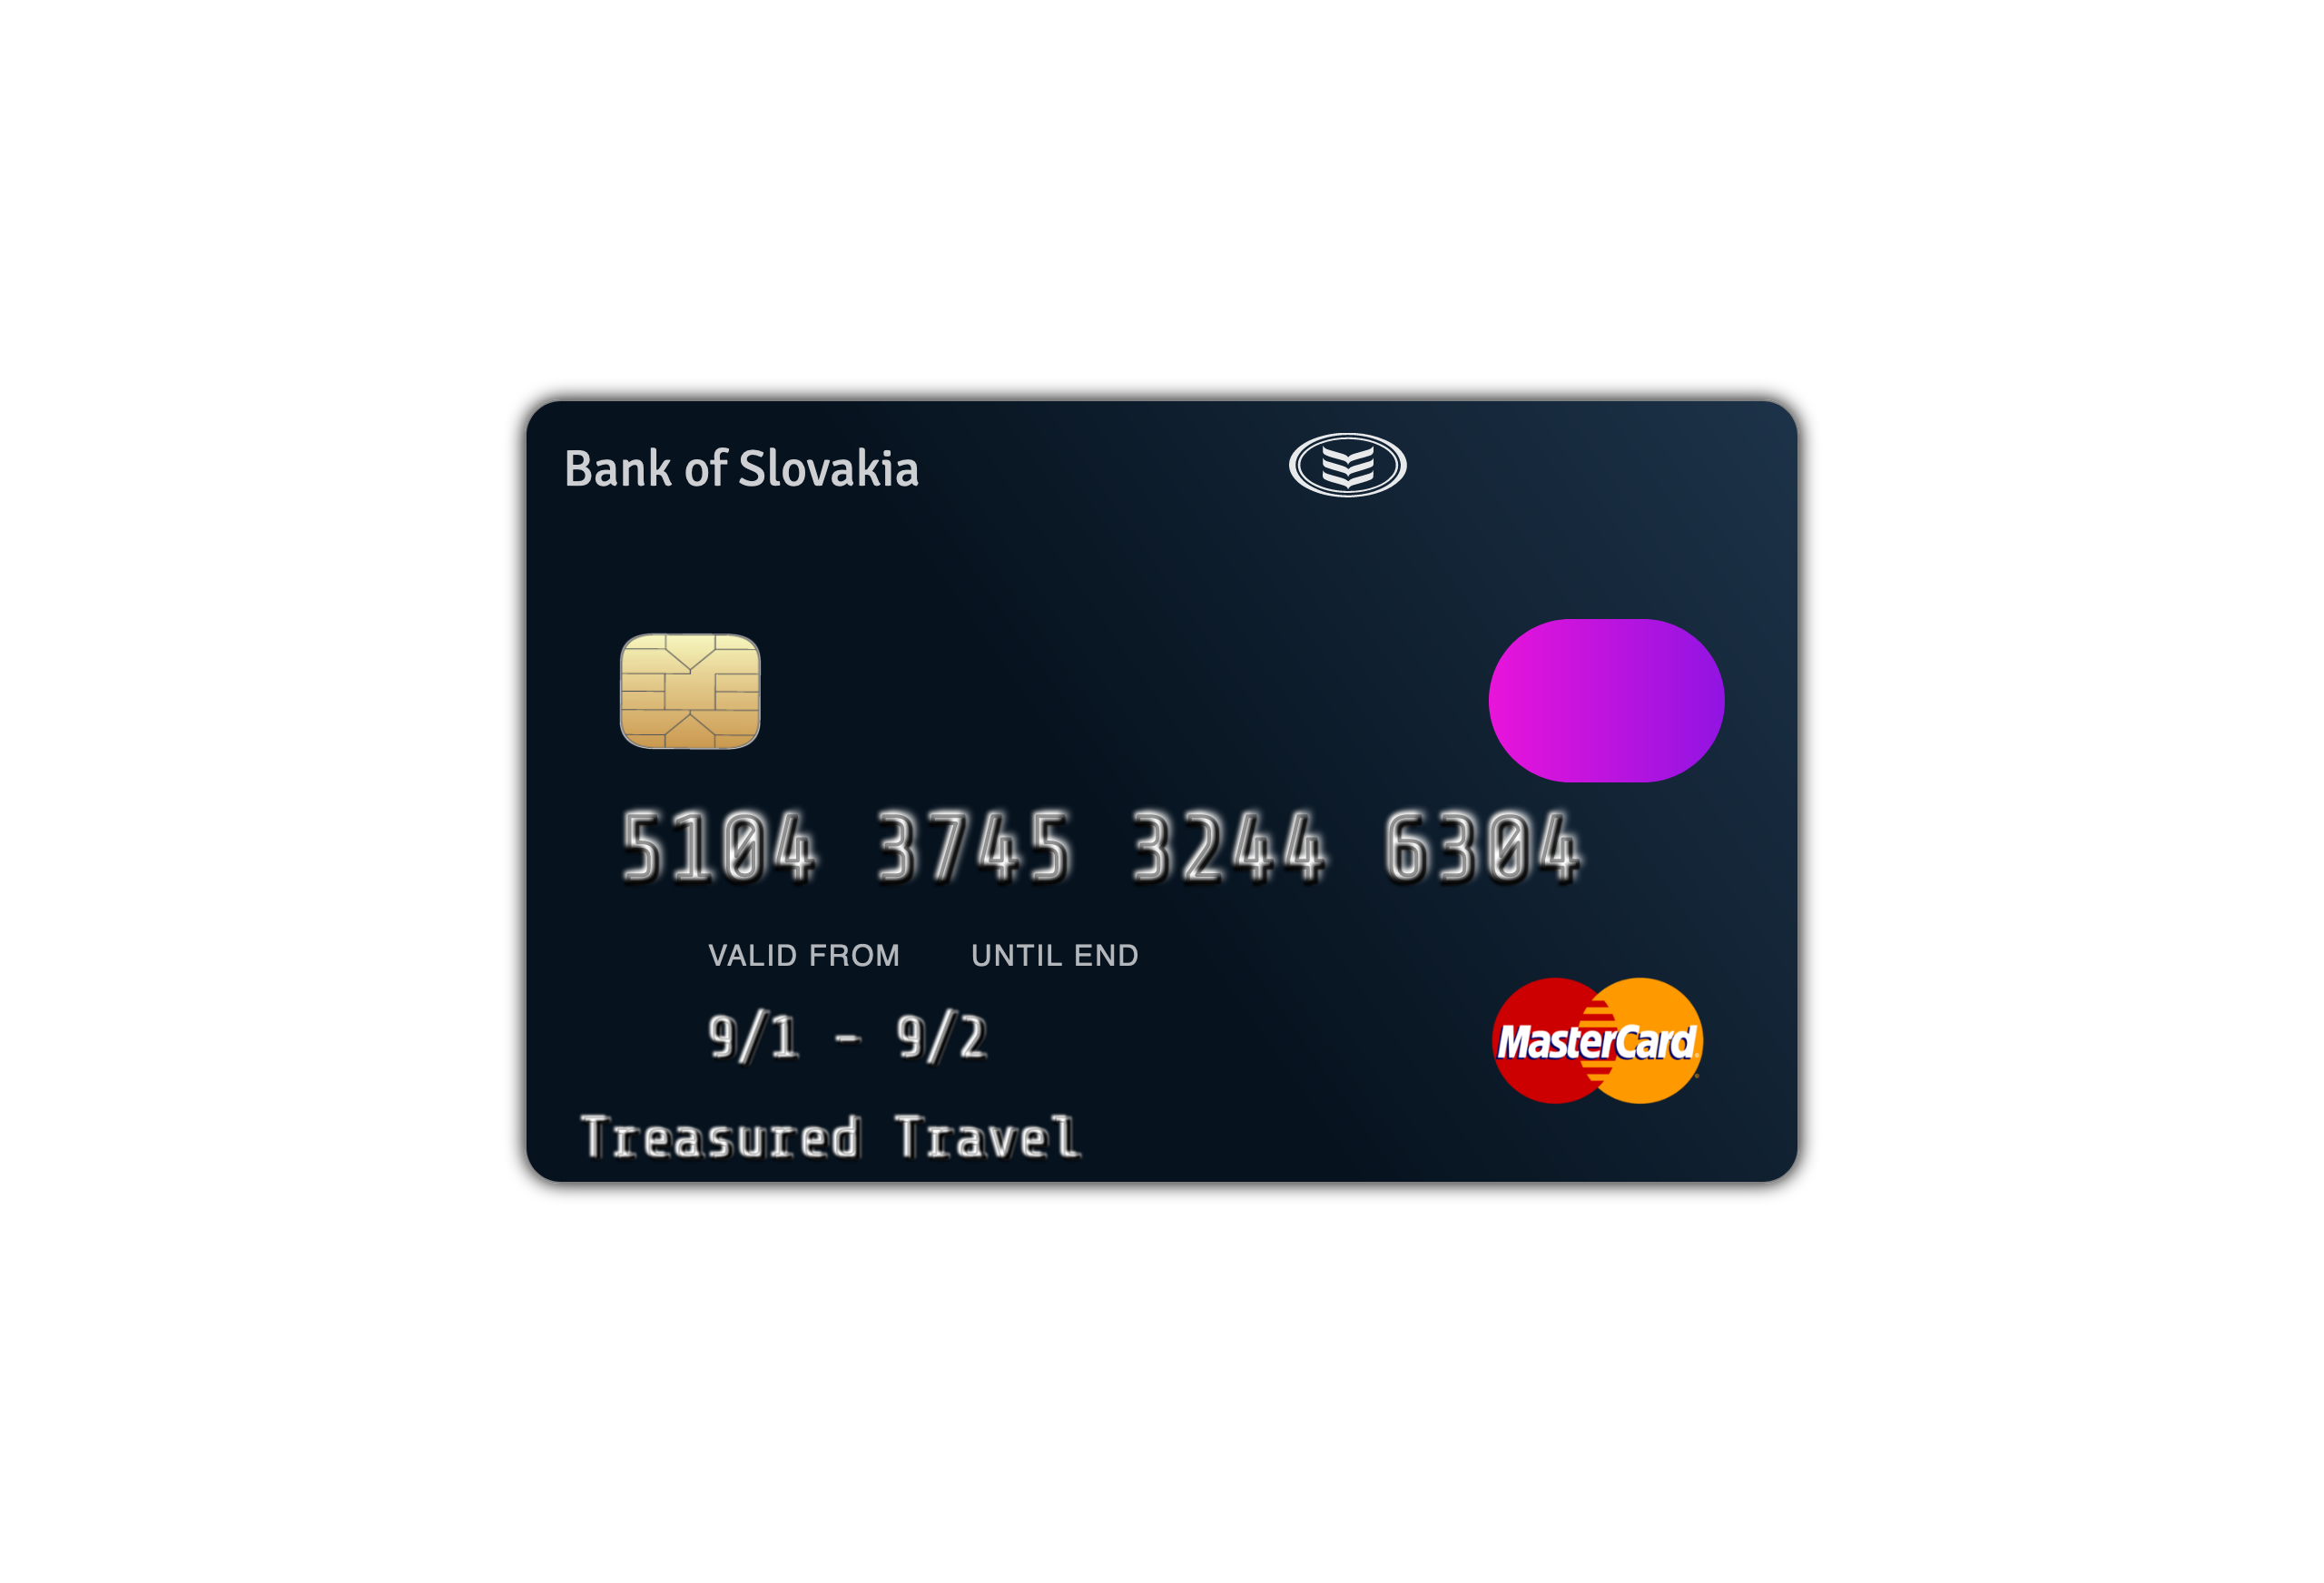 Bank of Slovakia
5104 3745 3244 6304
VALID FROM UNTIL END
9/1 – 9/2
MasterCard
Treasured Travel